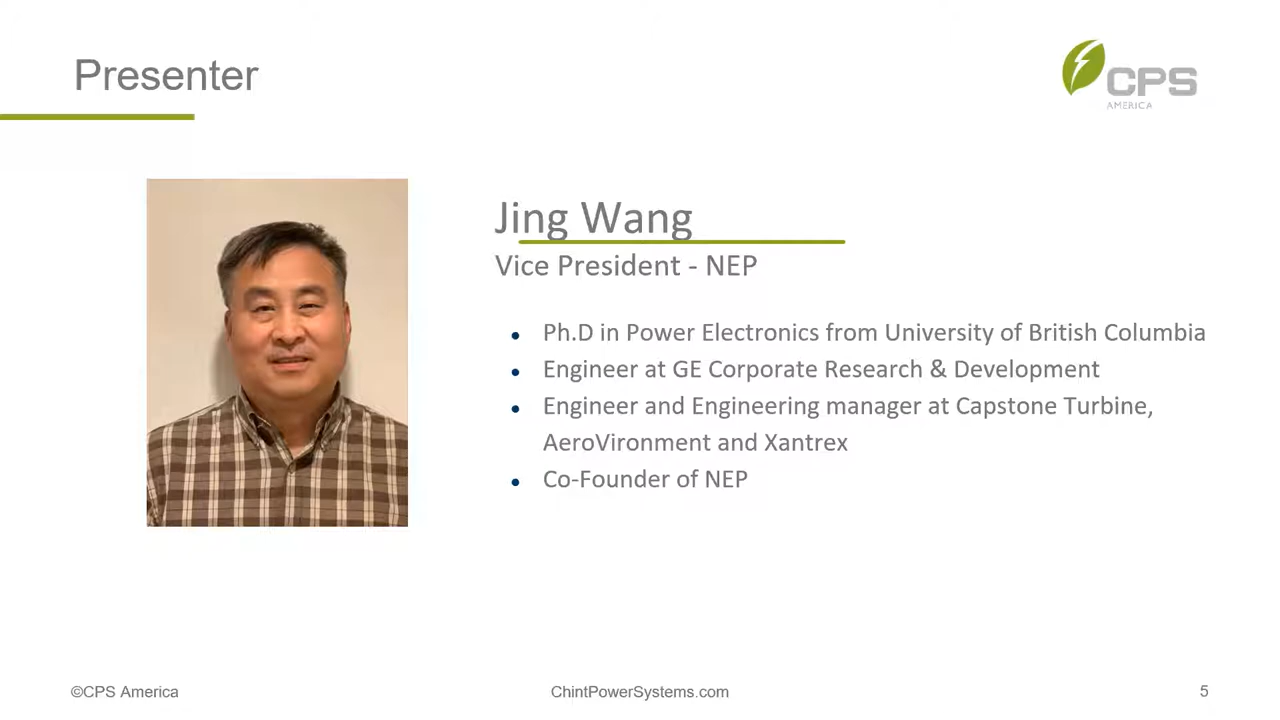 Presenter
CPS
AMERICA
Jing Wang
Vice President - NEP
• Ph.D in Power Electronics from University of British Columbia
• Engineer at GE Corporate Research & Development
• Engineer and Engineering manager at Capstone Turbine,
AeroVironment and Xantrex
• Co-Founder of NEP
©CPS America
ChintPowerSystems.com
5